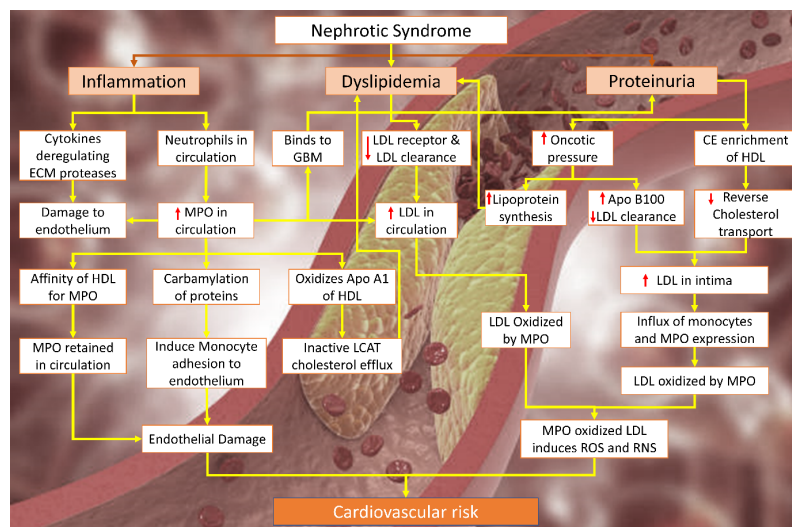 Nephrotic Syndrome
Inflammation
Dyslipidemia
Proteinuria
Cytokines
deregulating
ECM proteases
Neutrophils in
circulation
Binds to
GBM
↓ LDL receptor &
LDL clearance
↑ Oncotic
pressure
CE enrichment
of HDL
Damage to
endothelium
↑ MPO in
circulation
↑ LDL in
circulation
↑ Lipoprotein
synthesis
↑ Apo B100
↓ LDL clearance
↓ Reverse
Cholesterol
transport
Affinity of HDL
for MPO
Carbamylation
of proteins
Oxidizes Apo A1
of HDL
↑ LDL in intima
LDL Oxidized
by MPO
Influx of monocytes
and MPO expression
MPO retained
in circulation
Induce Monocyte
adhesion to
endothelium
Inactive LCAT
cholesterol efflux
LDL oxidized by MPO
Endothelial Damage
MPO oxidized LDL
induces ROS and RNS
Cardiovascular risk